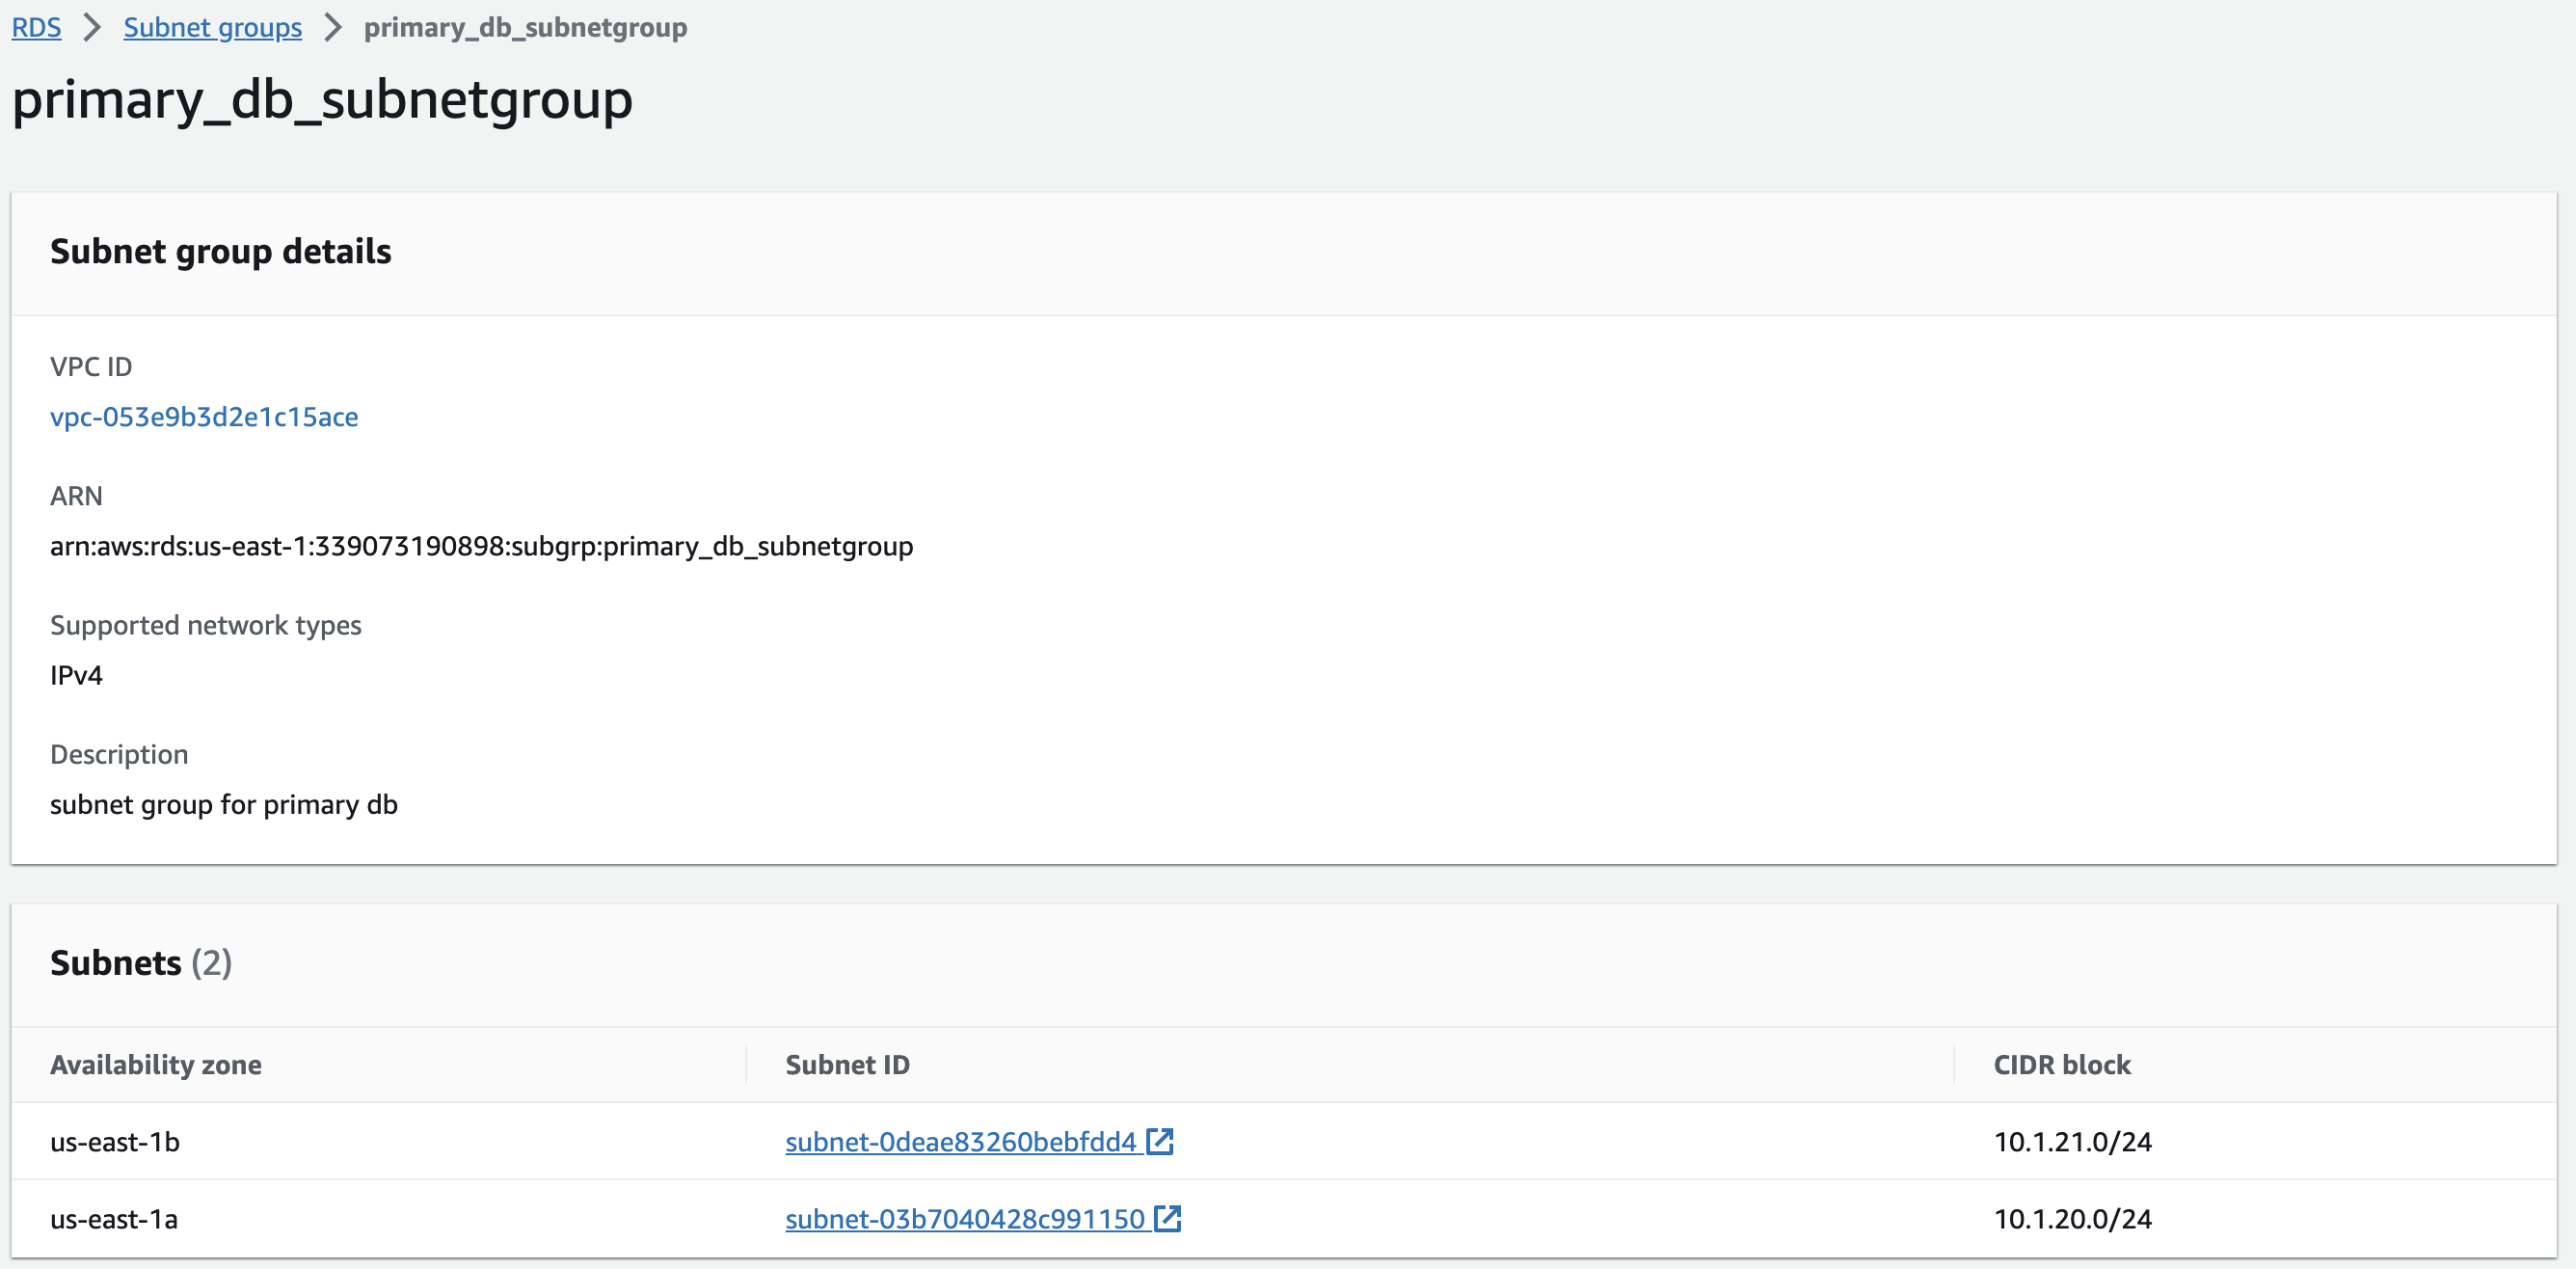 RDS > Subnet groups > primary_db_subnetgroup
primary_db_subnetgroup
Subnet group details
VPC ID
vpc-053e9b3d2e1c15ace
ARN
arn:aws:rds:us-east-1:339073190898:subgrp:primary_db_subnetgroup
Supported network types
IPv4
Description
subnet group for primary db
Subnets (2)
Availability zone Subnet ID CIDR block
us-east-1b subnet-0deae83260bebfdd4 10.1.21.0/24
us-east-1a subnet-03b7040428c991150 10.1.20.0/24